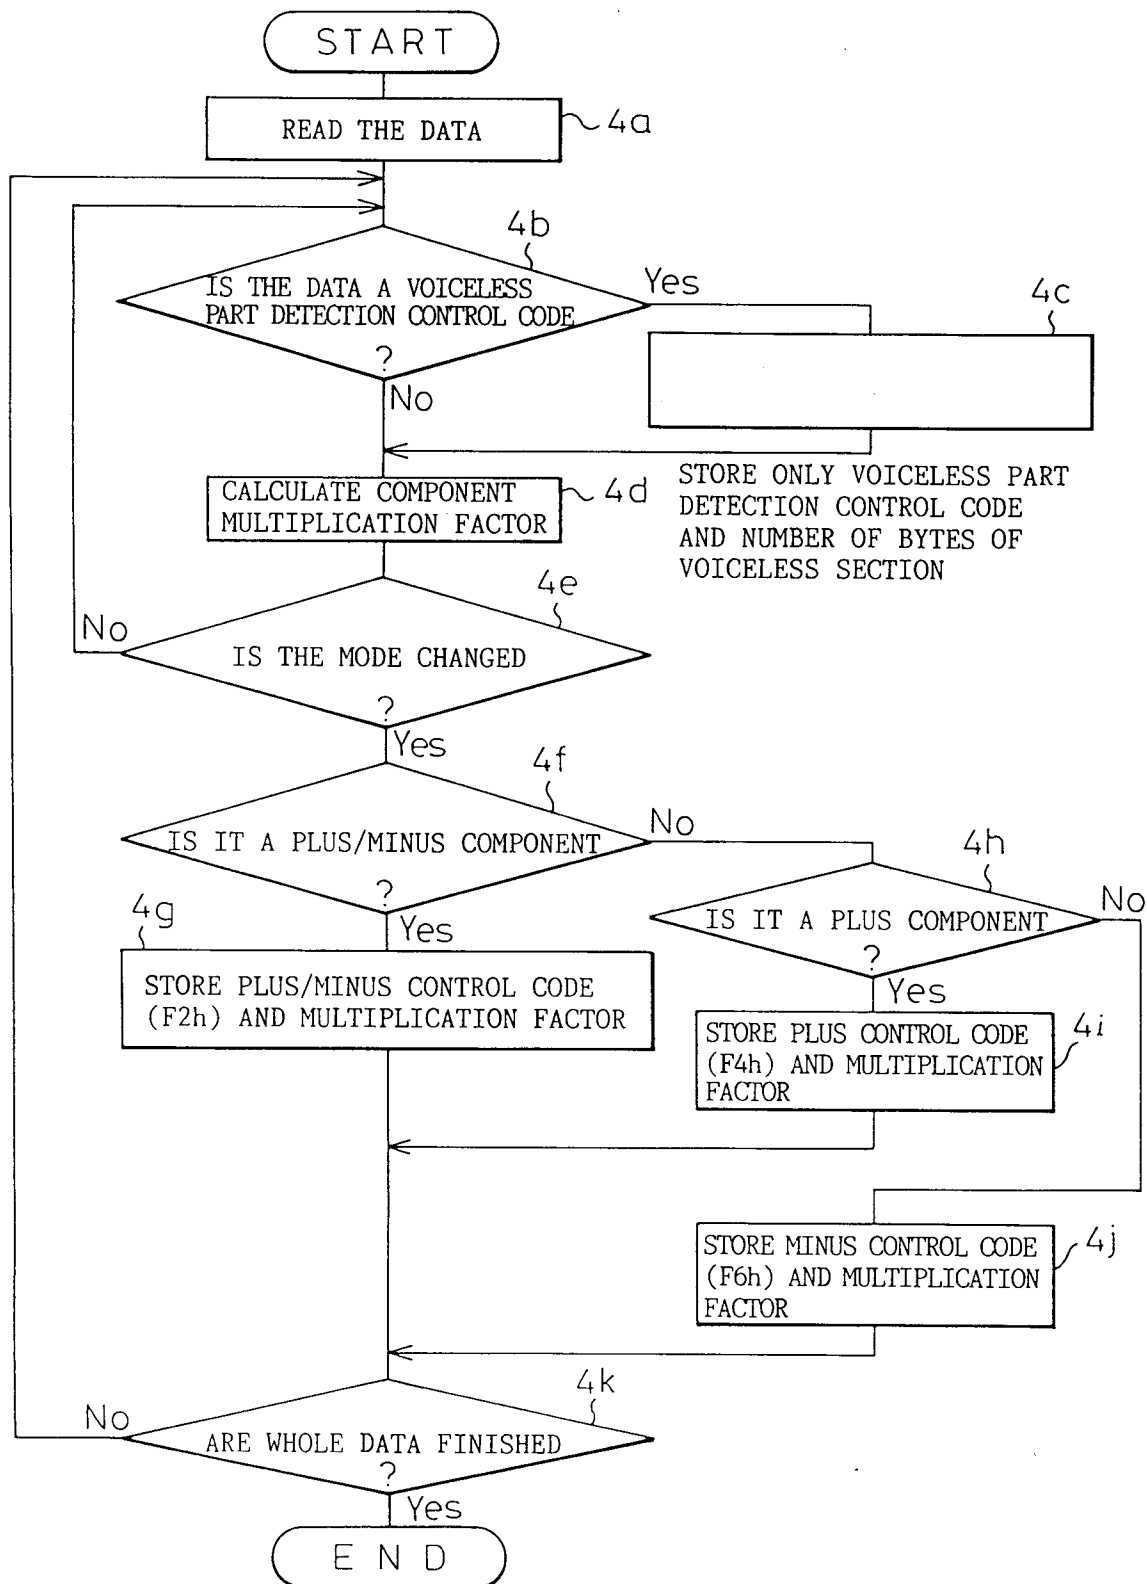 START
READ THE DATA
4a
4b
IS THE DATA A VOICELESS
PART DETECTION CONTROL CODE
?
Yes
No
4c
STORE ONLY VOICELESS PART
DETECTION CONTROL CODE
AND NUMBER OF BYTES OF
VOICELESS SECTION
CALCULATE COMPONENT
MULTIPLICATION FACTOR
4d
4e
No
IS THE MODE CHANGED
?
Yes
4f
IS IT A PLUS/MINUS COMPONENT
?
No
Yes
4h
IS IT A PLUS COMPONENT
?
No
Yes
4g
STORE PLUS/MINUS CONTROL CODE
(F2h) AND MULTIPLICATION FACTOR
STORE PLUS CONTROL CODE
(F4h) AND MULTIPLICATION
FACTOR
4i
STORE MINUS CONTROL CODE
(F6h) AND MULTIPLICATION
FACTOR
4j
4k
No
ARE WHOLE DATA FINISHED
?
Yes
END